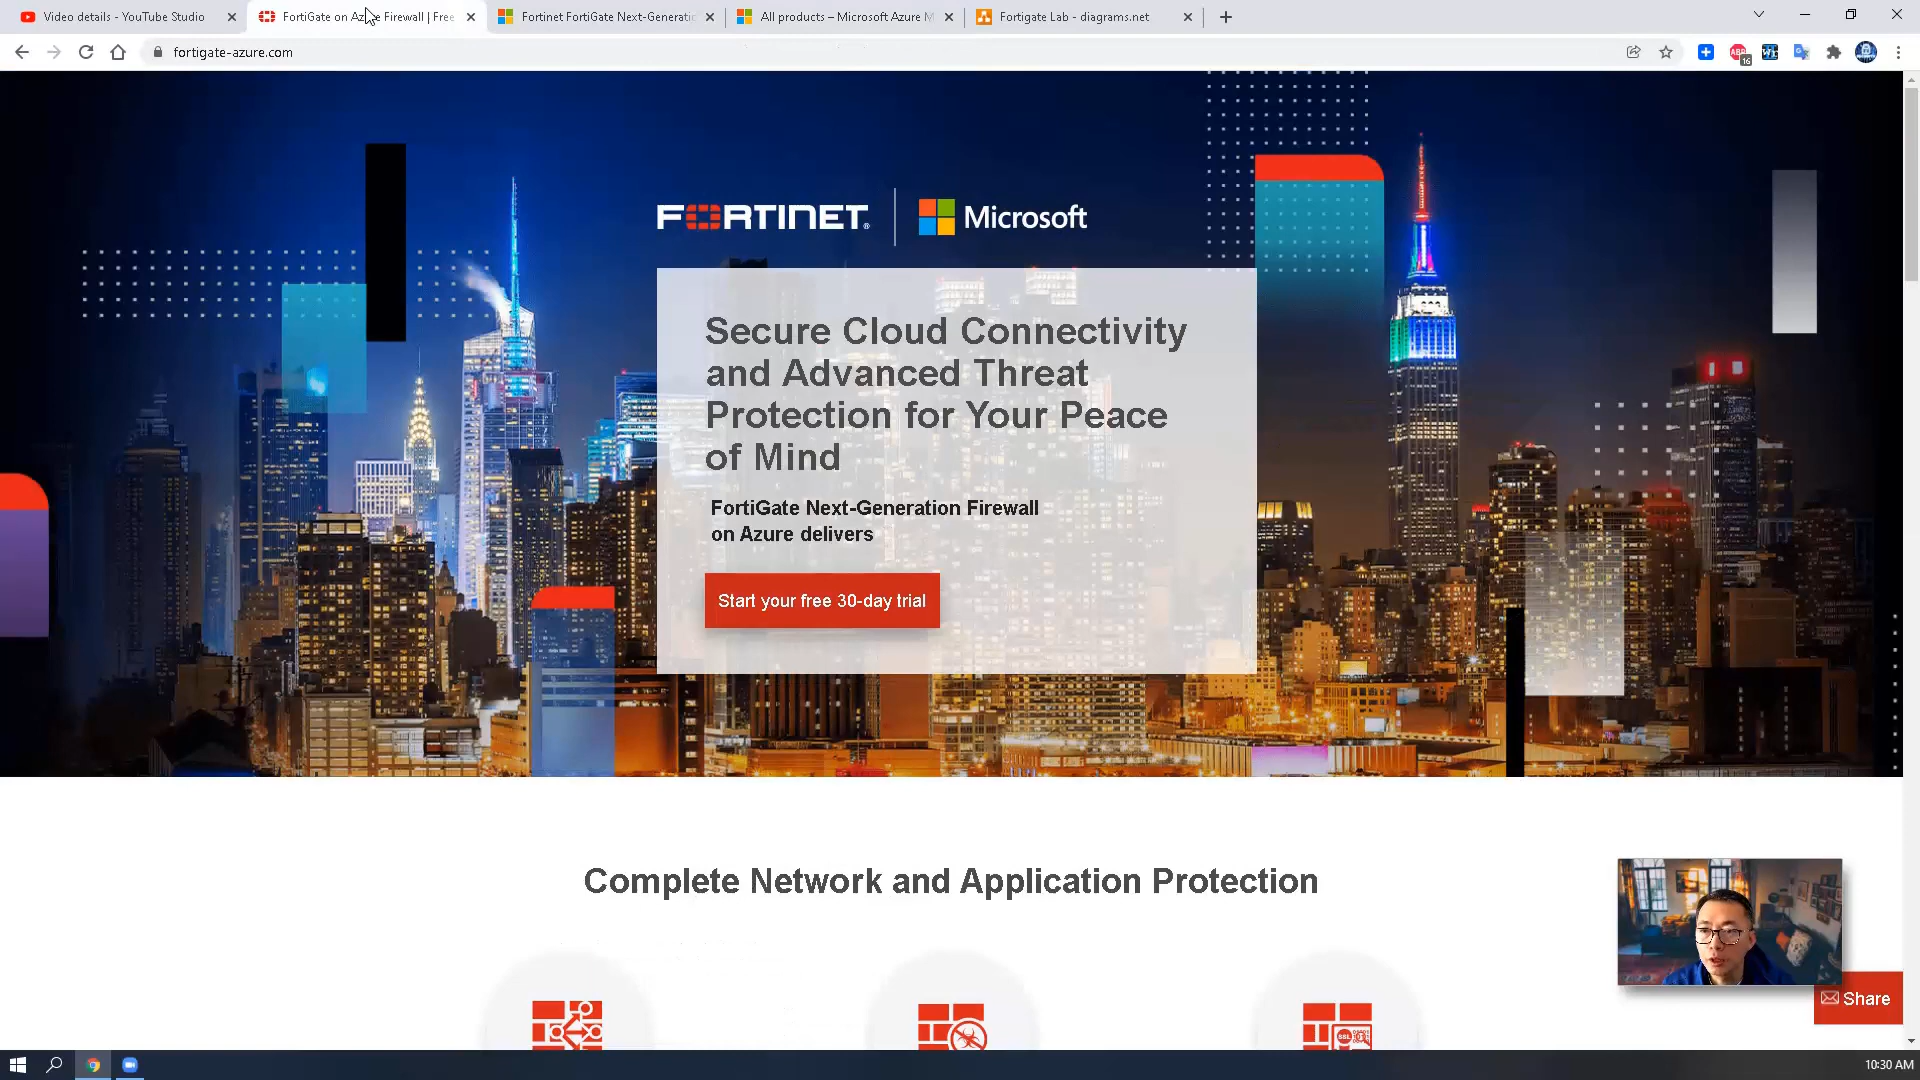 Video details - YouTube Studio
FortiGate on Azure Firewall | Free
Fortinet FortiGate Next-Generatio
All products – Microsoft Azure M
Fortigate Lab - diagrams.net
fortigate-azure.com
16
FORTINET®
Microsoft
Secure Cloud Connectivity
and Advanced Threat
Protection for Your Peace
of Mind
FortiGate Next-Generation Firewall
on Azure delivers
Start your free 30-day trial
Complete Network and Application Protection
Share
10:30 AM